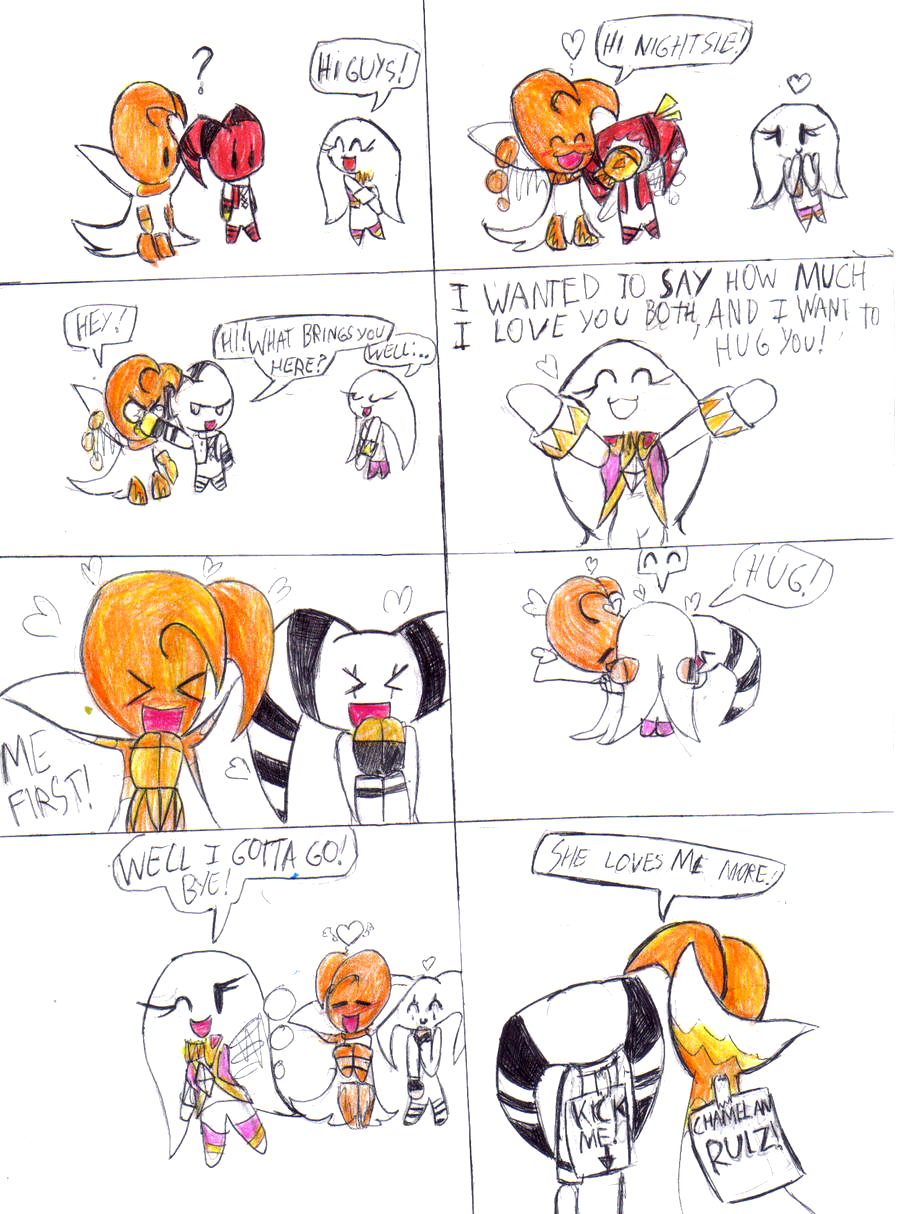 ?
HI GUYS!
HI NIGHTSIE!
HEY!
HI! WHAT BRINGS YOU
HERE?
WELL...
I WANTED TO SAY HOW MUCH
I LOVE YOU BOTH, AND I WANT TO
HUG YOU!
ME
FIRST!
HUG!
WELL I GOTTA GO!
BYE!
SHE LOVES ME MORE!
KICK
ME!
CHAMELAN
RULZ!